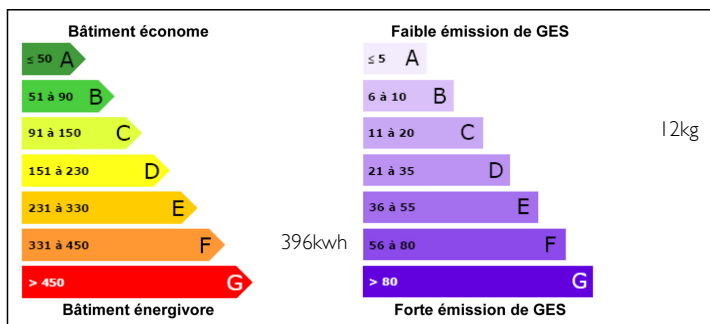 Bâtiment économe
≤ 50 A
51 à 90 B
91 à 150 C
151 à 230 D
231 à 330 E
331 à 450 F
396kwh
> 450 G
Bâtiment énergivore
Faible émission de GES
≤ 5 A
6 à 10 B
11 à 20 C
12kg
21 à 35 D
36 à 55 E
56 à 80 F
> 80 G
Forte émission de GES